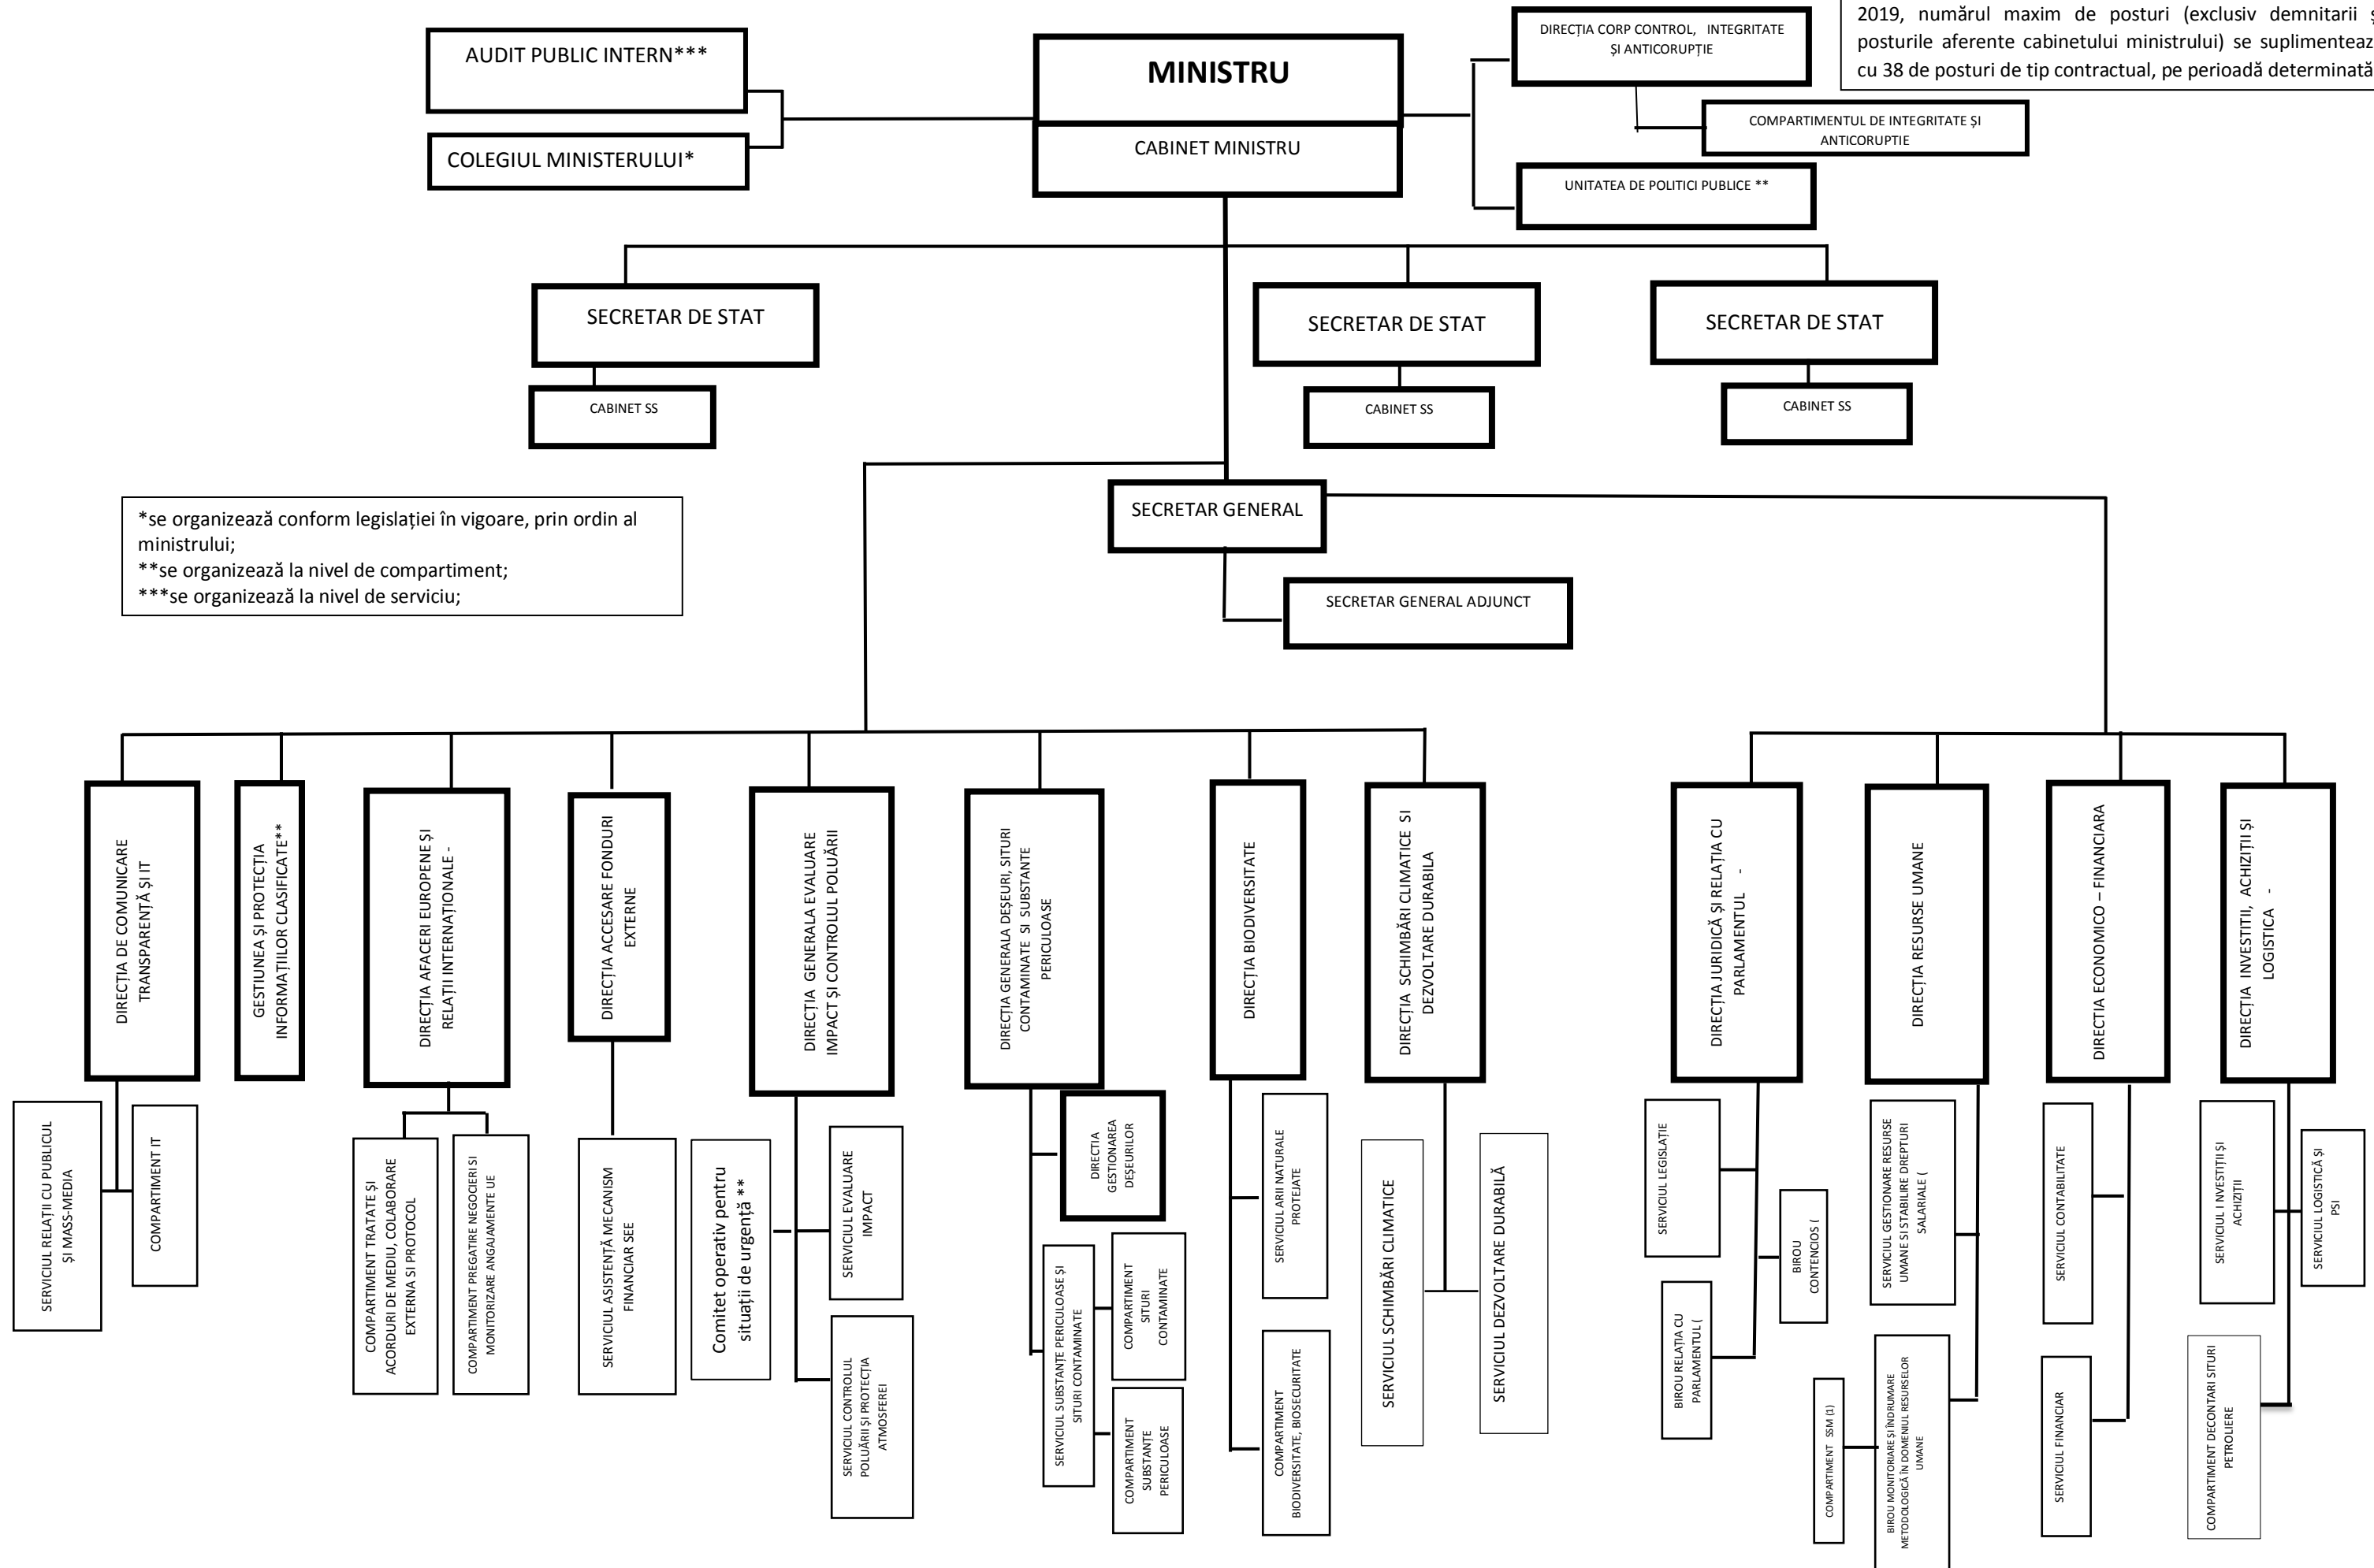 2019, numărul maxim de posturi (exclusiv demnitarii
posturile aferente cabinetului ministrului) se suplimenteaz
cu 38 de posturi de tip contractual, pe perioadă determinată
AUDIT PUBLIC INTERN***
COLEGIUL MINISTERULUI*
MINISTRU
CABINET MINISTRU
DIRECȚIA CORP CONTROL, INTEGRITATE
ȘI ANTICORUPȚIE
COMPARTIMENTUL DE INTEGRITATE ȘI
ANTICORUPTIE
UNITATEA DE POLITICI PUBLICE **
SECRETAR DE STAT
SECRETAR DE STAT
SECRETAR DE STAT
CABINET SS
CABINET SS
CABINET SS
*se organizează conform legislației în vigoare, prin ordin al
ministrului;
**se organizează la nivel de compartiment;
***se organizează la nivel de serviciu;
SECRETAR GENERAL
SECRETAR GENERAL ADJUNCT
DIRECȚIA DE COMUNICARE
TRANSPARENȚĂ ȘI IT
GESTIUNEA ȘI PROTECȚIA
INFORMAȚIILOR CLASIFICATE**
DIRECȚIA AFACERI EUROPENE ȘI
RELAȚII INTERNAȚIONALE -
DIRECȚIA ACCESARE FONDURI
EXTERNE
DIRECȚIA GENERALA EVALUARE
IMPACT ȘI CONTROLUL POLUĂRII
DIRECȚIA GENERALA DEȘEURI, SITURI
CONTAMINATE SI SUBSTANTE
PERICULOASE
DIRECȚIA BIODIVERSITATE
DIRECȚIA SCHIMBĂRI CLIMATICE SI
DEZVOLTARE DURABILA
DIRECȚIA JURIDICĂ ȘI RELAȚIA CU
PARLAMENTUL -
DIRECȚIA RESURSE UMANE
DIRECTIA ECONOMICO – FINANCIARA
DIRECȚIA INVESTITII, ACHIZIȚII ȘI
LOGISTICA -
SERVICIUL RELAȚII CU PUBLICUL
ȘI MASS-MEDIA
COMPARTIMENT IT
COMPARTIMENT TRATATE ȘI
ACORDURI DE MEDIU, COLABORARE
EXTERNA SI PROTOCOL
COMPARTIMENT PREGATIRE NEGOCIERI SI
MONITORIZARE ANGAJAMENTE UE
SERVICIUL ASISTENȚĂ MECANISM
FINANCIAR SEE
Comitet operativ pentru
situații de urgență **
SERVICIUL EVALUARE
IMPACT
SERVICIUL CONTROLUL
POLUĂRII ȘI PROTECȚIA
ATMOSFEREI
DIRECTIA
GESTIONAREA
DEȘEURILOR
SERVICIUL SUBSTANȚE PERICULOASE ȘI
SITURI CONTAMINATE
COMPARTIMENT
SITURI
CONTAMINATE
COMPARTIMENT
SUBSTANȚE
PERICULOASE
SERVICIUL ARII NATURALE
PROTEJATE
COMPARTIMENT
BIODIVERSITATE, BIOSECURITATE
SERVICIUL SCHIMBĂRI CLIMATICE
SERVICIUL DEZVOLTARE DURABILĂ
SERVICIUL LEGISLAȚIE
BIROU
CONTENCIOS (
BIROU RELAȚIA CU
PARLAMENTUL (
SERVICIUL GESTIONARE RESURSE
UMANE SI STABILIRE DREPTURI
SALARIALE (
COMPARTIMENT SSM (1)
BIROU MONITORIARE ȘI ÎNDRUMARE
METODOLOGICĂ ÎN DOMENIUL RESURSELOR
UMANE
SERVICIUL CONTABILITATE
SERVICIUL FINANCIAR
SERVICIUL I NVESTIȚII ȘI
ACHIZIȚII
SERVICIUL LOGISTICĂ ȘI
PSI
COMPARTIMENT DECONTARI SITURI
PETROLIERE